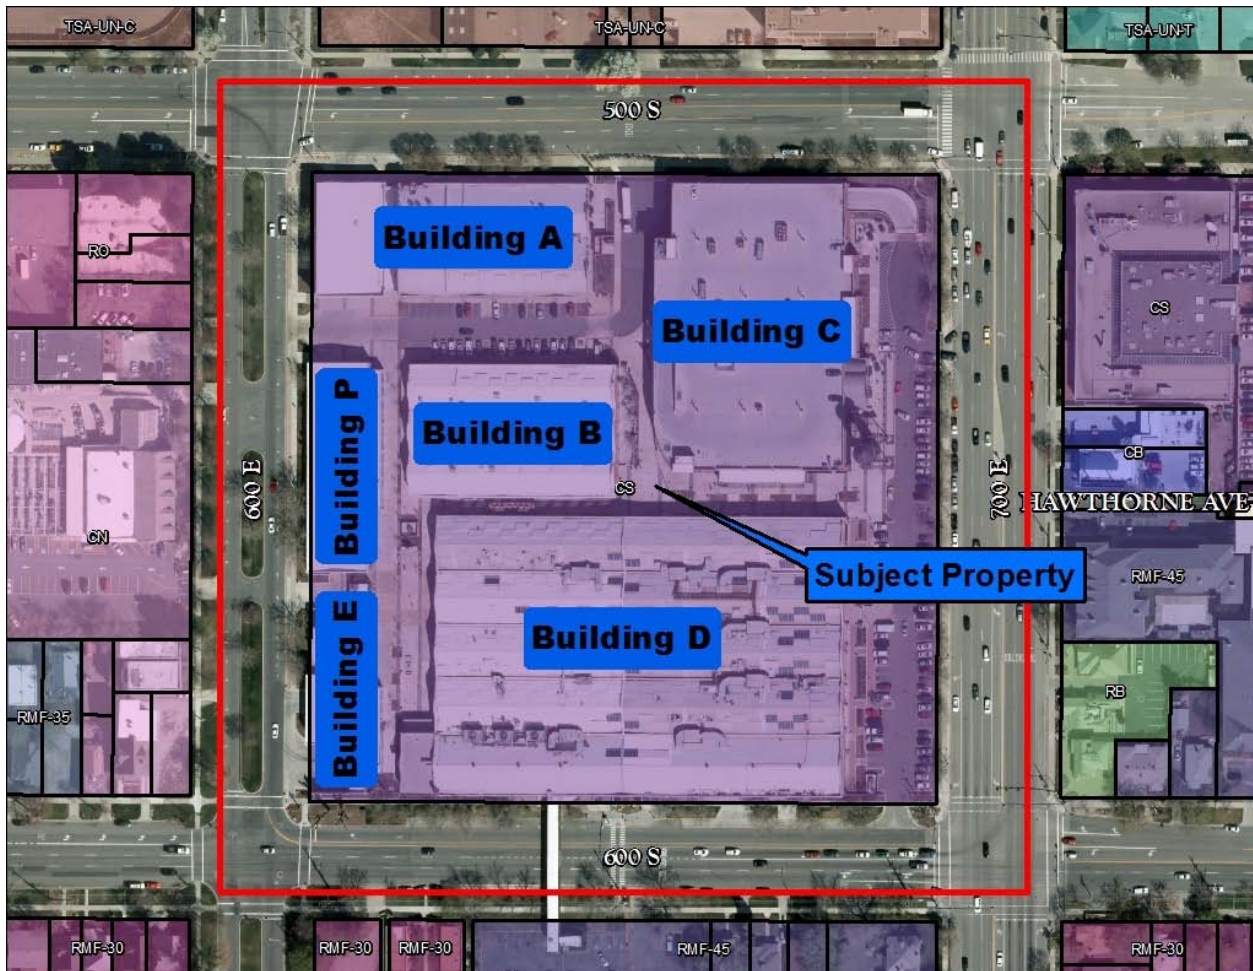 TSA-UN-C
TSA-UN-C
TSA-UN-T
500 S
Building A
RO
CS
Building C
Building P
Building B
CB
600 E
CS
700 E
HAWTHORNE AVE
CN
Subject Property
RMF-45
Building E
Building D
RMF-35
RB
600 S
RMF-30
RMF-30
RMF-30
RMF-45
RMF-30